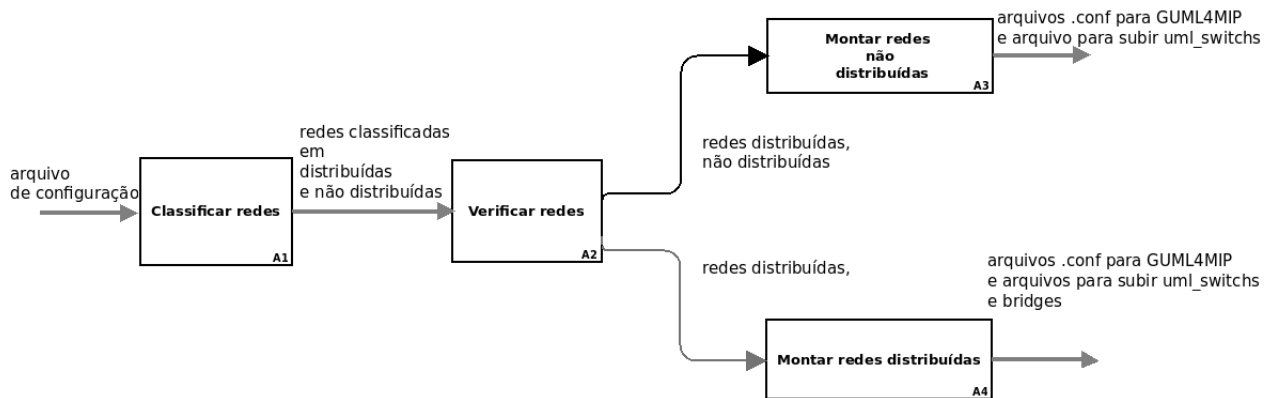 arquivos .conf para GUML4MIP
e arquivo para subir uml_switchs
Montar redes
não
distribuídas
A3
redes distribuídas,
não distribuídas
redes classificadas
em
distribuídas
e não distribuídas
arquivo
de configuração
Classificar redes
A1
Verificar redes
A2
redes distribuídas,
arquivos .conf para GUML4MIP
e arquivos para subir uml_switchs
e bridges
Montar redes distribuídas
A4